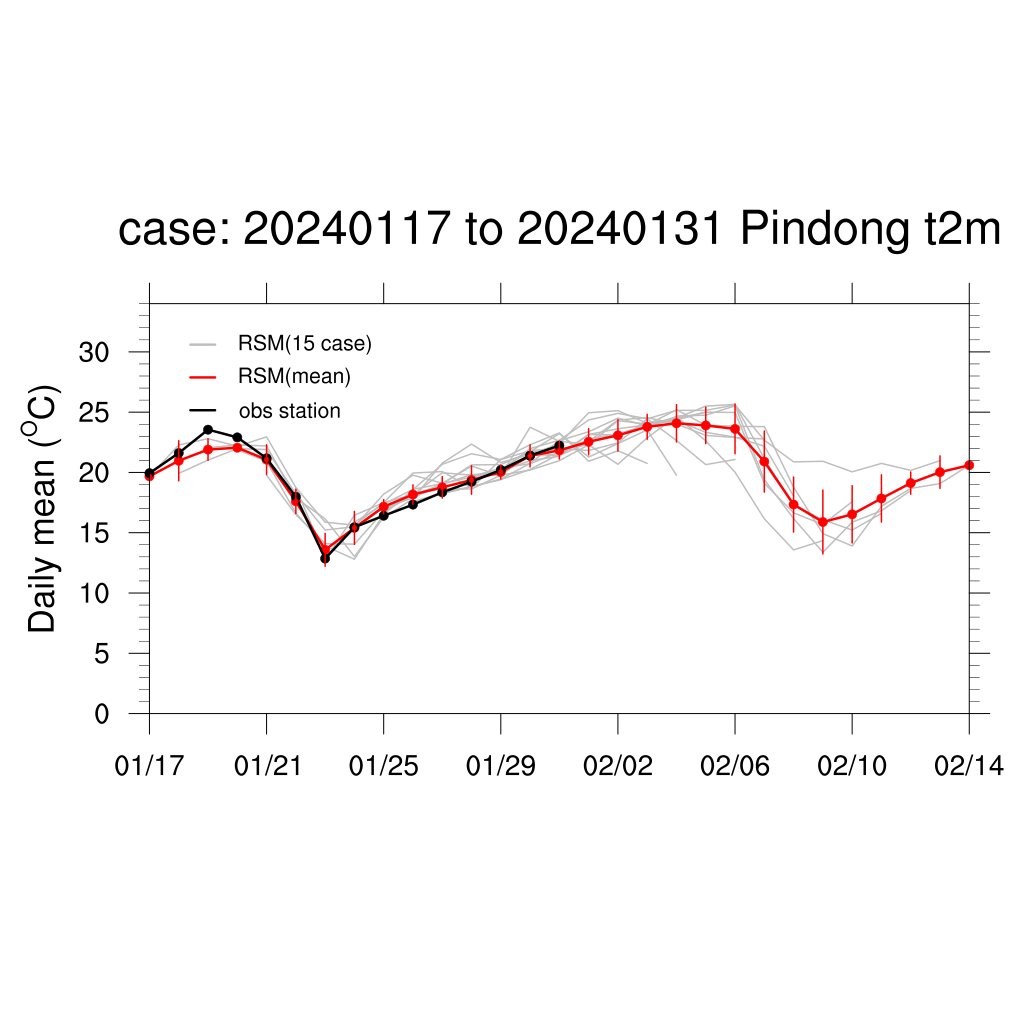 case: 20240117 to 20240131 Pindong t2m
Daily mean (°C)
30
25
20
15
10
5
0
RSM(15 case)
RSM(mean)
obs station
01/17 01/21 01/25 01/29 02/02 02/06 02/10 02/14